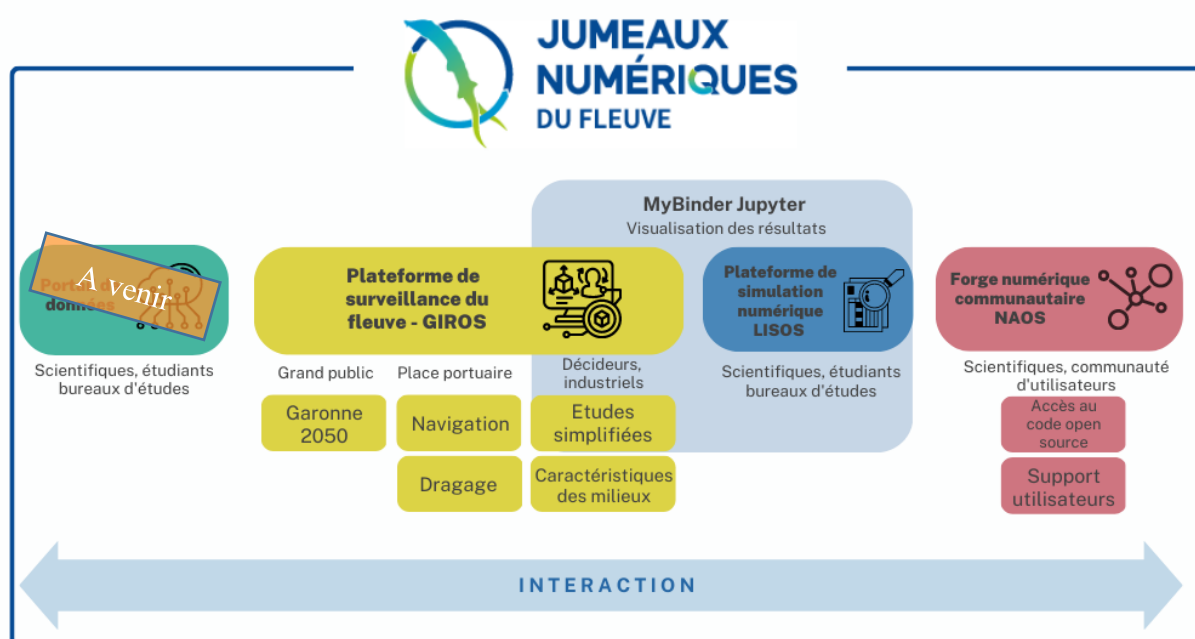 JUMEAUX
NUMÉRIQUES
DU FLEUVE
MyBinder Jupyter
Visualisation des résultats
A venir
données
Scientifiques, étudiants
bureaux d'études
Plateforme de
surveillance du
fleuve - GIROS
Grand public
Garonne
2050
Place portuaire
Navigation
Dragage
Décideurs,
industriels
Etudes
simplifiées
Caractéristiques
des milieux
Plateforme de
simulation
numérique
LISOS
Scientifiques, étudiants
bureaux d'études
Forge numérique
communautaire
NAOS
Scientifiques, communauté
d'utilisateurs
Accès au
code open
source
Support
utilisateurs
INTERACTION